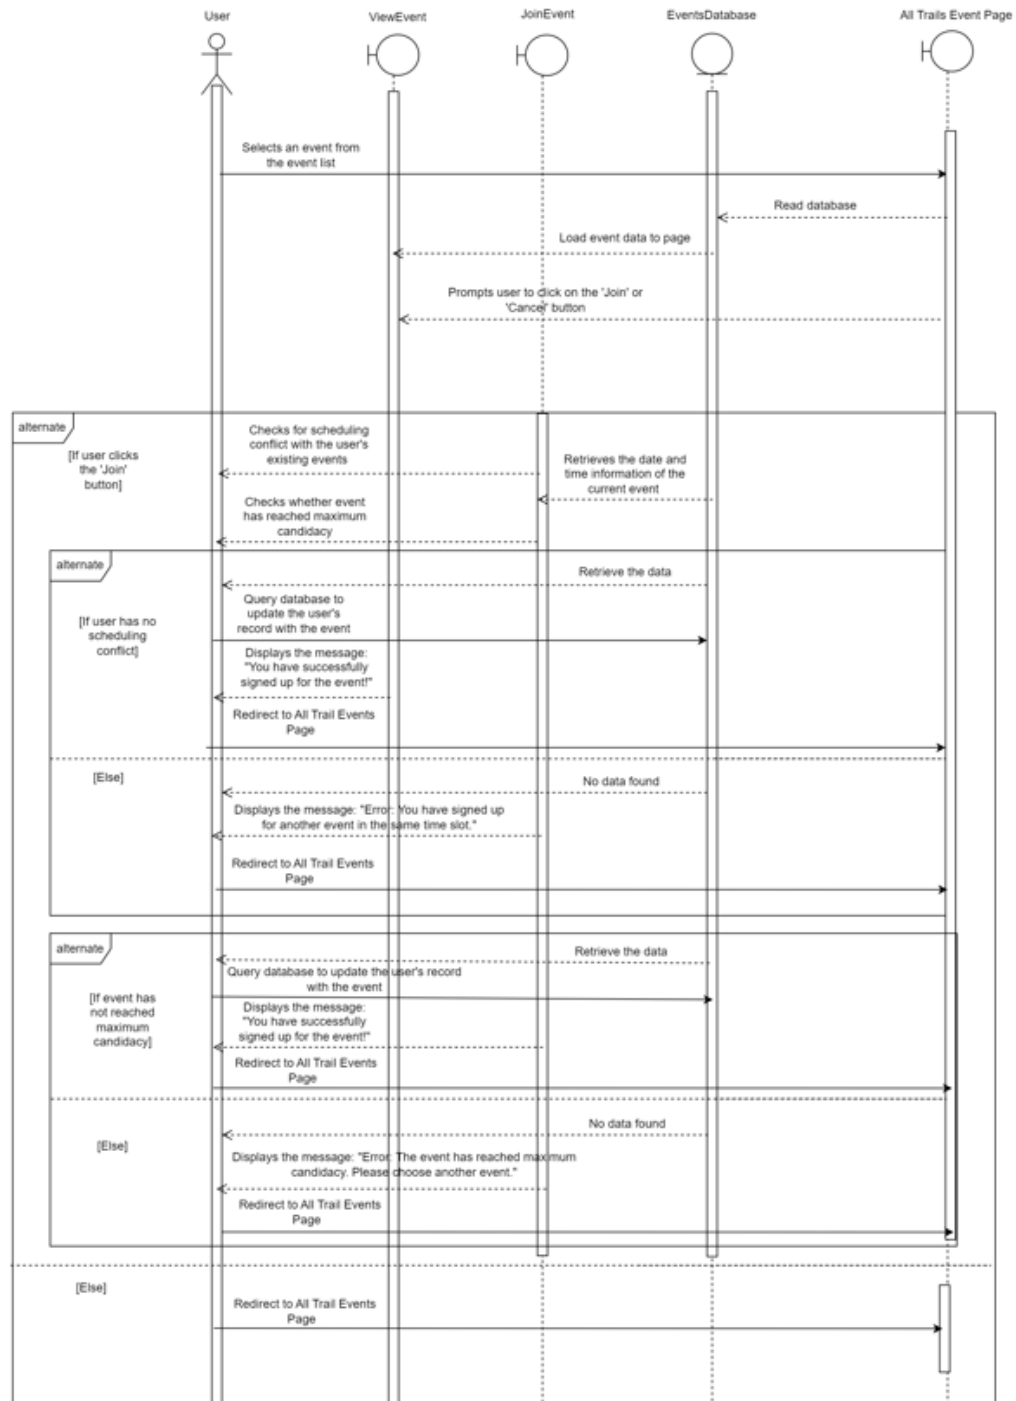 User
ViewEvent
JoinEvent
EventsDatabase
All Trails Event Page
Selects an event from
the event list
Read database
Load event data to page
Prompts user to click on the 'Join' or
'Cancel' button
alternate
[If user clicks
the 'Join'
button]
Checks for scheduling
conflict with the user's
existing events
Retrieves the date and
time information of the
current event
Checks whether event
has reached maximum
candidacy
alternate
[If user has no
scheduling
conflict]
Retrieve the data
Query database to
update the user's
record with the event
Displays the message:
"You have successfully
signed up for the event!"
Redirect to All Trail Events
Page
[Else]
No data found
Displays the message: "Error: You have signed up
for another event in the same time slot."
Redirect to All Trail Events
Page
alternate
[If event has
not reached
maximum
candidacy]
Retrieve the data
Query database to update the user's record
with the event
Displays the message:
"You have successfully
signed up for the event!"
Redirect to All Trail Events
Page
[Else]
No data found
Displays the message: "Error: The event has reached maximum
candidacy. Please choose another event."
Redirect to All Trail Events
Page
[Else]
Redirect to All Trail Events
Page